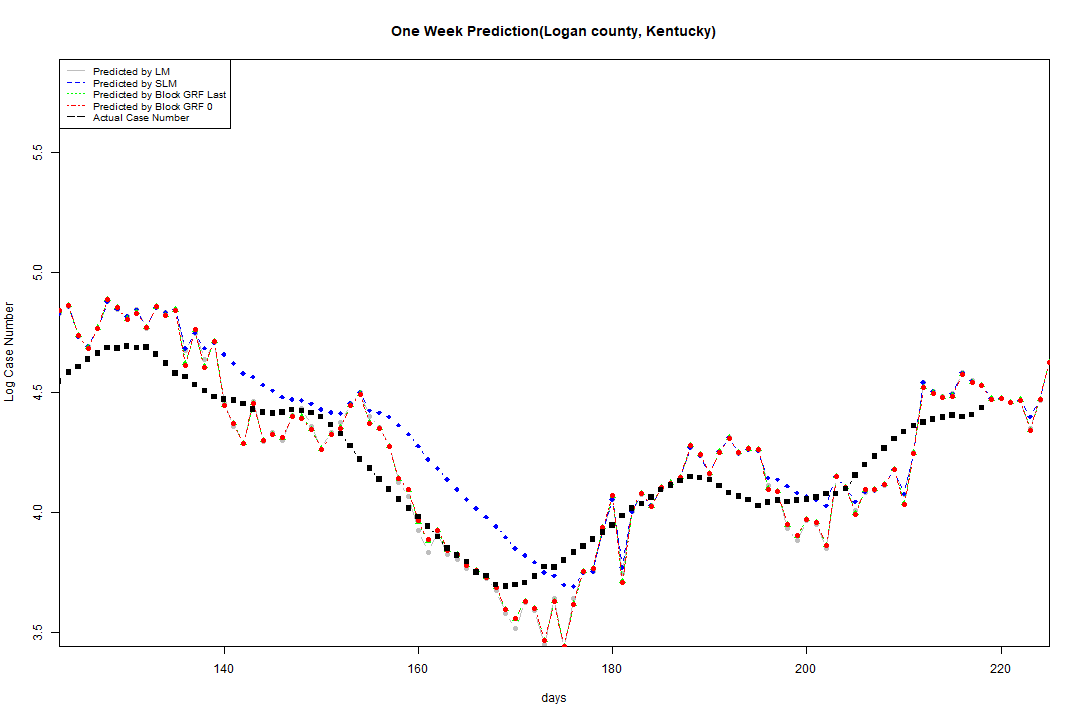 One Week Prediction(Logan county, Kentucky)
Predicted by LM
Predicted by SLM
Predicted by Block GRF Last
Predicted by Block GRF 0
Actual Case Number
Log Case Number
5.5
5.0
4.5
4.0
3.5
140 160 180 200 220
days